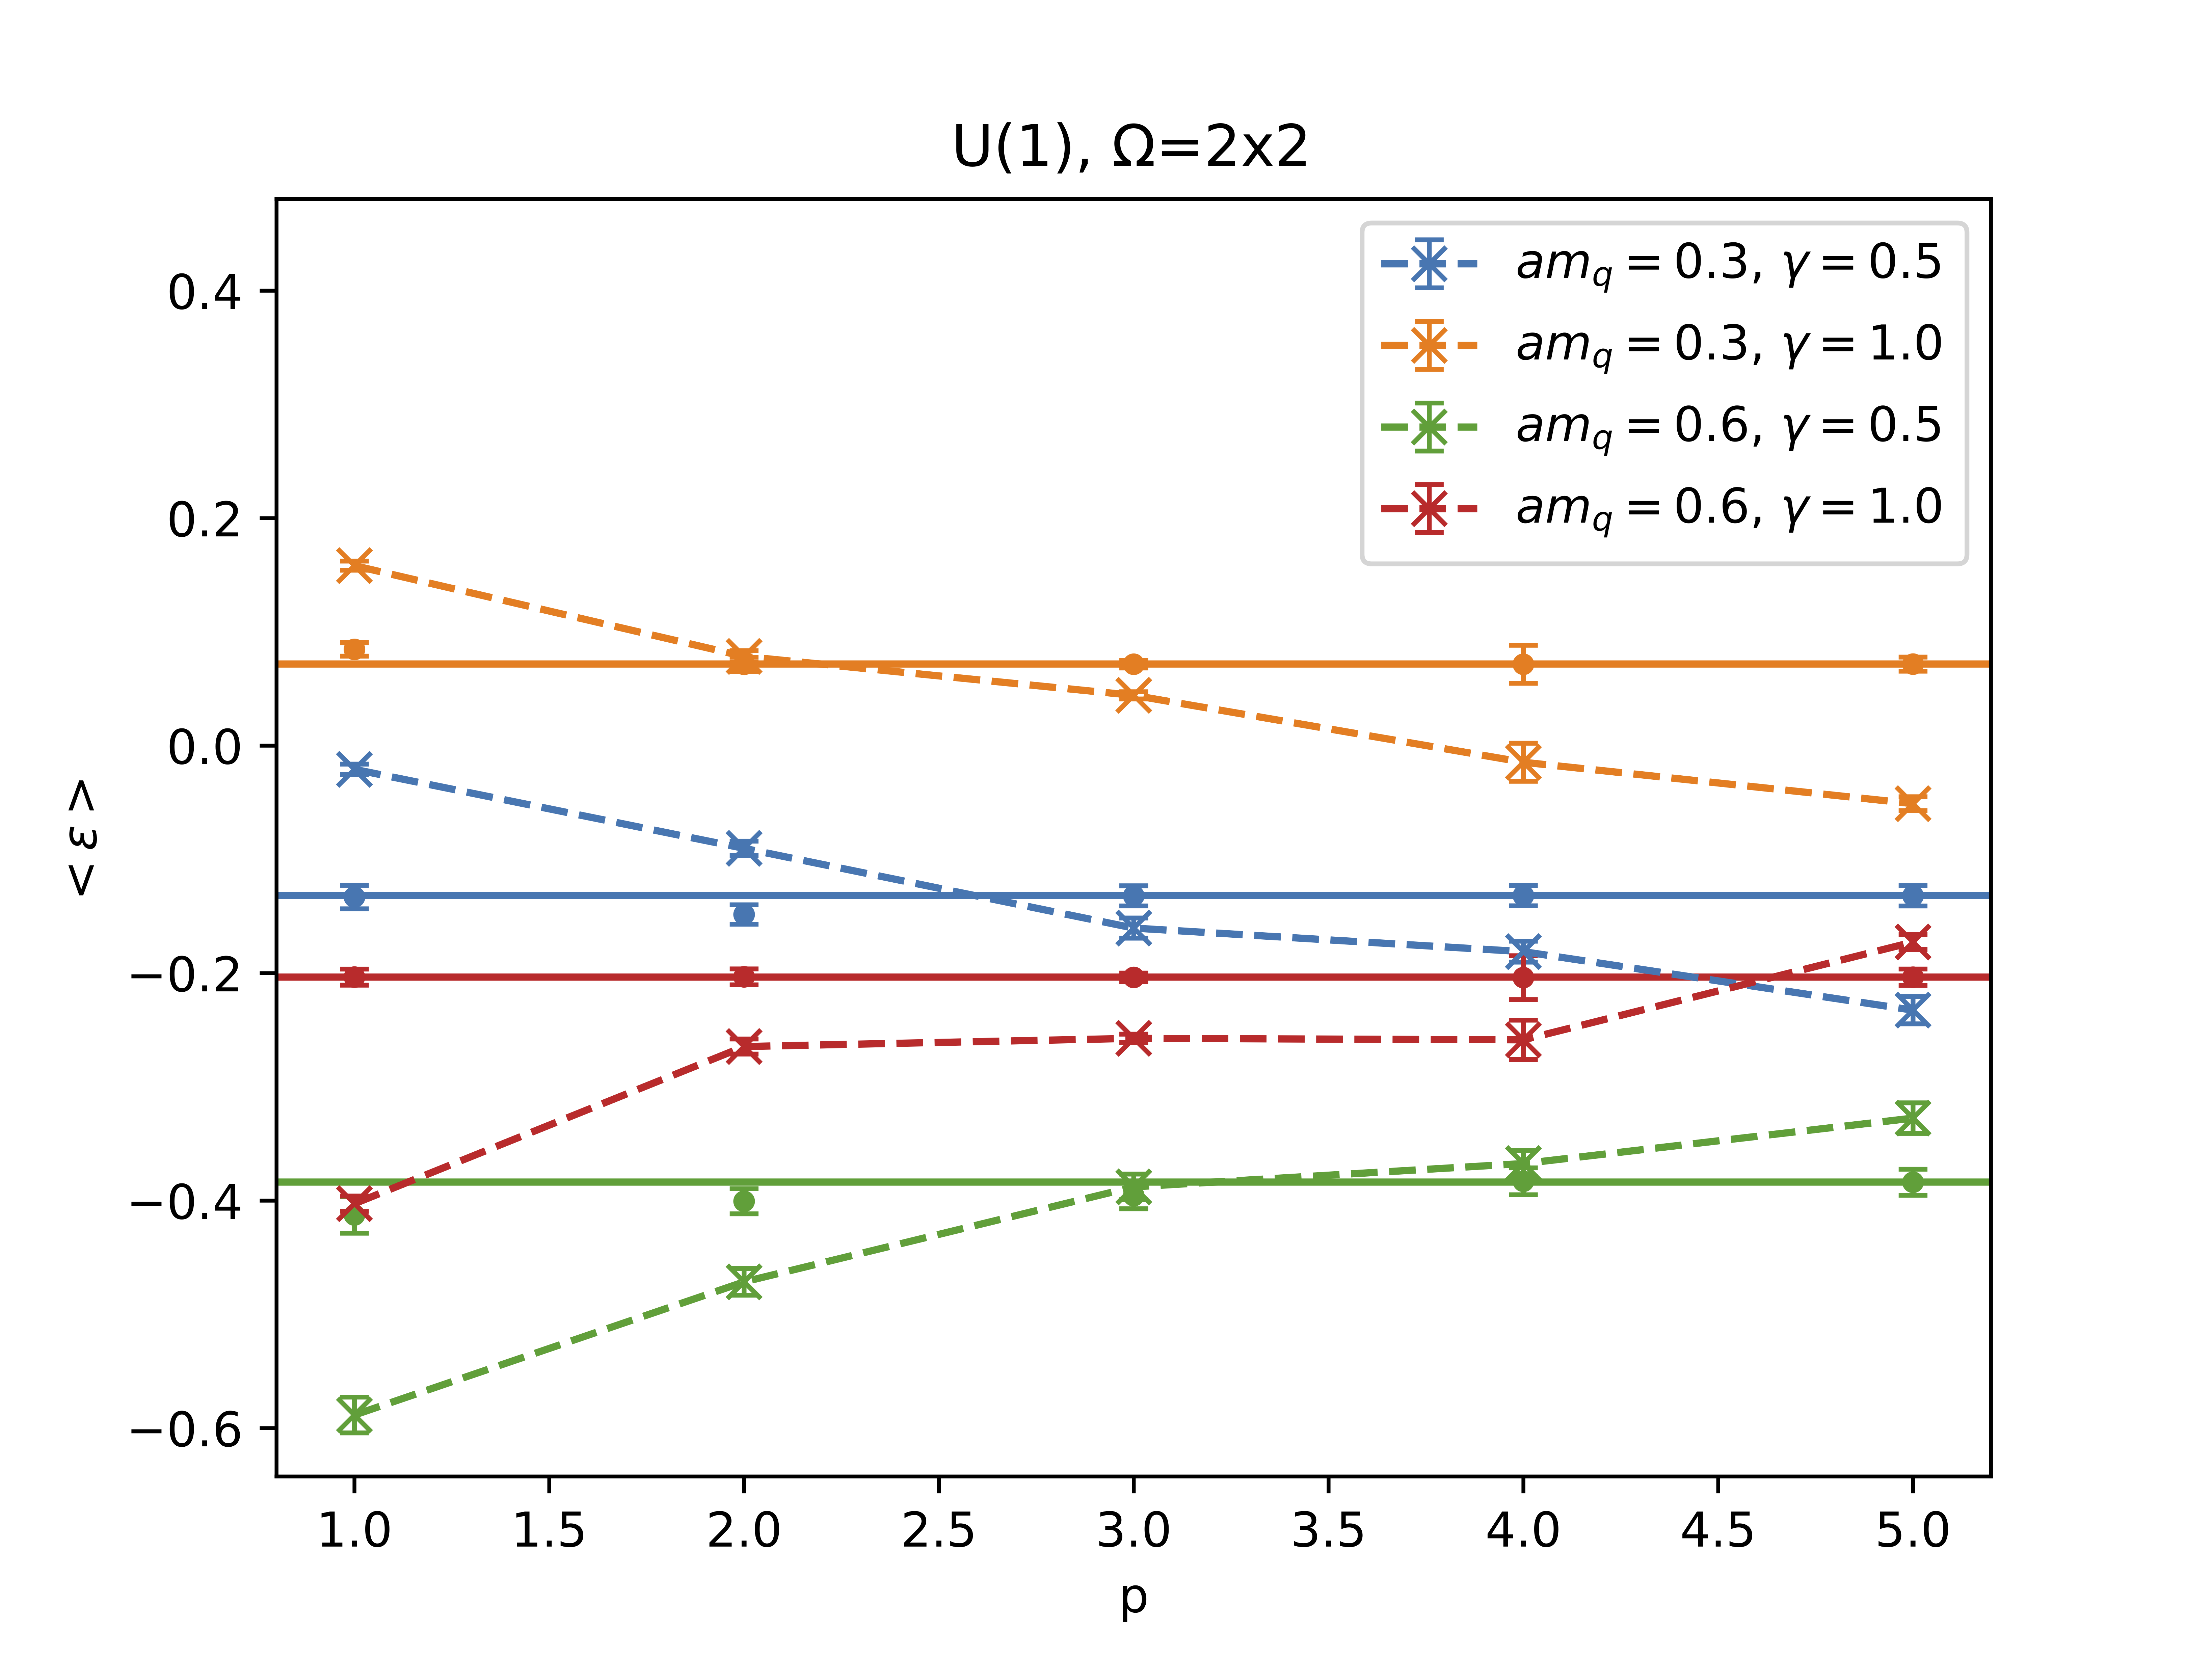 U(1), Ω=2x2
am_q = 0.3, γ = 0.5
am_q = 0.3, γ = 1.0
am_q = 0.6, γ = 0.5
am_q = 0.6, γ = 1.0
<ε>
0.4
0.2
0.0
−0.2
−0.4
−0.6
1.0 1.5 2.0 2.5 3.0 3.5 4.0 4.5 5.0
p